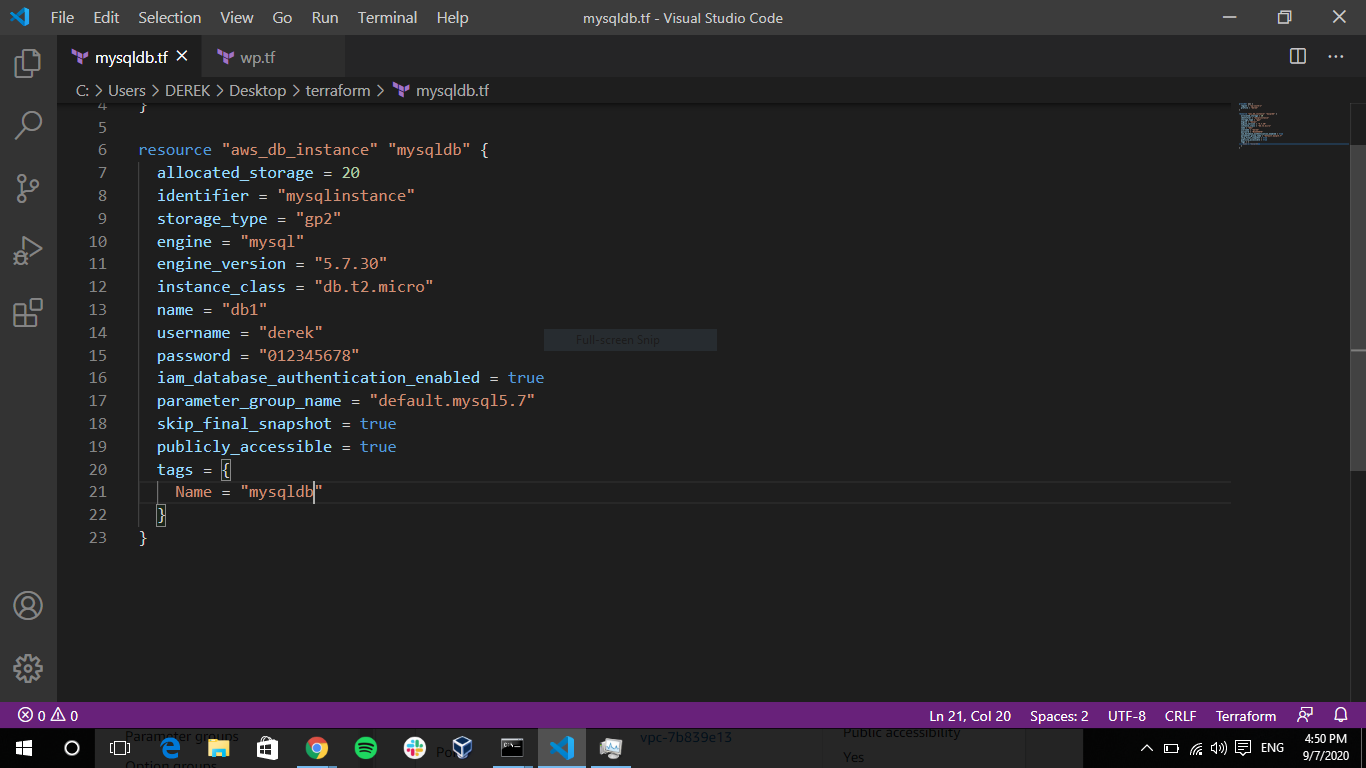 File Edit Selection View Go Run Terminal Help mysqldb.tf - Visual Studio Code
mysqldb.tf wp.tf
C: > Users > DEREK > Desktop > terraform > mysqldb.tf
4 }
5
6 resource "aws_db_instance" "mysqldb" {
7 allocated_storage = 20
8 identifier = "mysqlinstance"
9 storage_type = "gp2"
10 engine = "mysql"
11 engine_version = "5.7.30"
12 instance_class = "db.t2.micro"
13 name = "db1"
14 username = "derek"
15 password = "012345678"
16 iam_database_authentication_enabled = true
17 parameter_group_name = "default.mysql5.7"
18 skip_final_snapshot = true
19 publicly_accessible = true
20 tags = {
21 Name = "mysqldb"
22 }
23 }
Full-screen Snip
0 0 Ln 21, Col 20 Spaces: 2 UTF-8 CRLF Terraform
Parameter groups vpc-7b839e13 Public accessibility
Option groups Yes
ENG 4:50 PM
9/7/2020